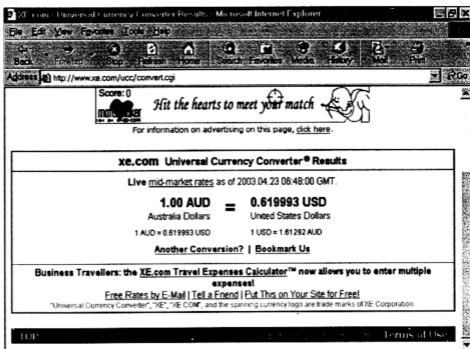 XE.com - Universal Currency Converter Results - Microsoft Internet Explorer
File Edit View Favorites Tools Help
Back Forward Stop Refresh Home Search Favorites Media History Mail Print
Address http://www.xe.com/ucc/convert.cgi Go
Score: 0
Hit the hearts to meet your match
For information on advertising on this page, click here.
xe.com Universal Currency Converter® Results
Live mid-market rates as of 2003.04.23 06:48:00 GMT.
1.00 AUD = 0.619993 USD
Australia Dollars United States Dollars
1 AUD = 0.619993 USD 1 USD = 1.61292 AUD
Another Conversion? | Bookmark Us
Business Travellers: the XE.com Travel Expenses Calculator™ now allows you to enter multiple
expenses!
Free Rates by E-Mail | Tell a Friend | Put This on Your Site for Free!
"Universal Currency Converter", "XE", "XE.COM", and the spinning currency logo are trade marks of XE Corporation.
TOP Terms of Use